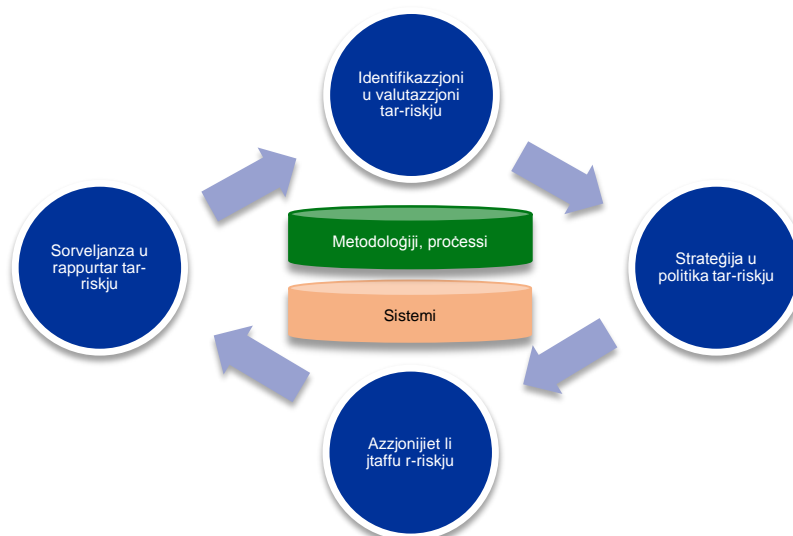 Identifikazzjoni
u valutazzjoni
tar-riskju
Metodoloġiji, proċessi
Sorveljanza u
rappurtar tar-
riskju
Strateġija u
politika tar-riskju
Sistemi
Azzjonijiet li
jtaffu r-riskju